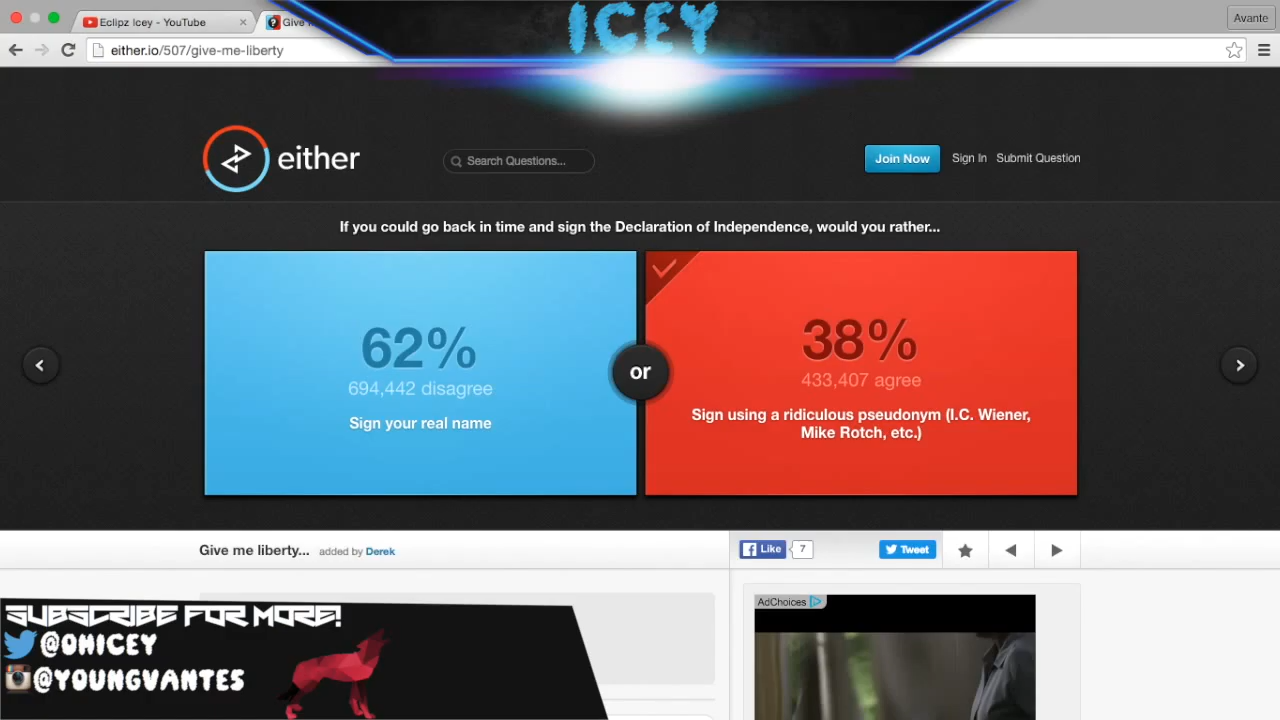 ICEY
Eclipz Icey - YouTube
Give
Avante
either.io/507/give-me-liberty
either
Search Questions...
Join Now
Sign In
Submit Question
If you could go back in time and sign the Declaration of Independence, would you rather...
62%
694,442 disagree
Sign your real name
or
38%
433,407 agree
Sign using a ridiculous pseudonym (I.C. Wiener,
Mike Rotch, etc.)
Give me liberty...
added by Derek
Like
7
Tweet
AdChoices
SUBSCRIBE FOR MORE!
@OHICEY
@YOUNGVANTES